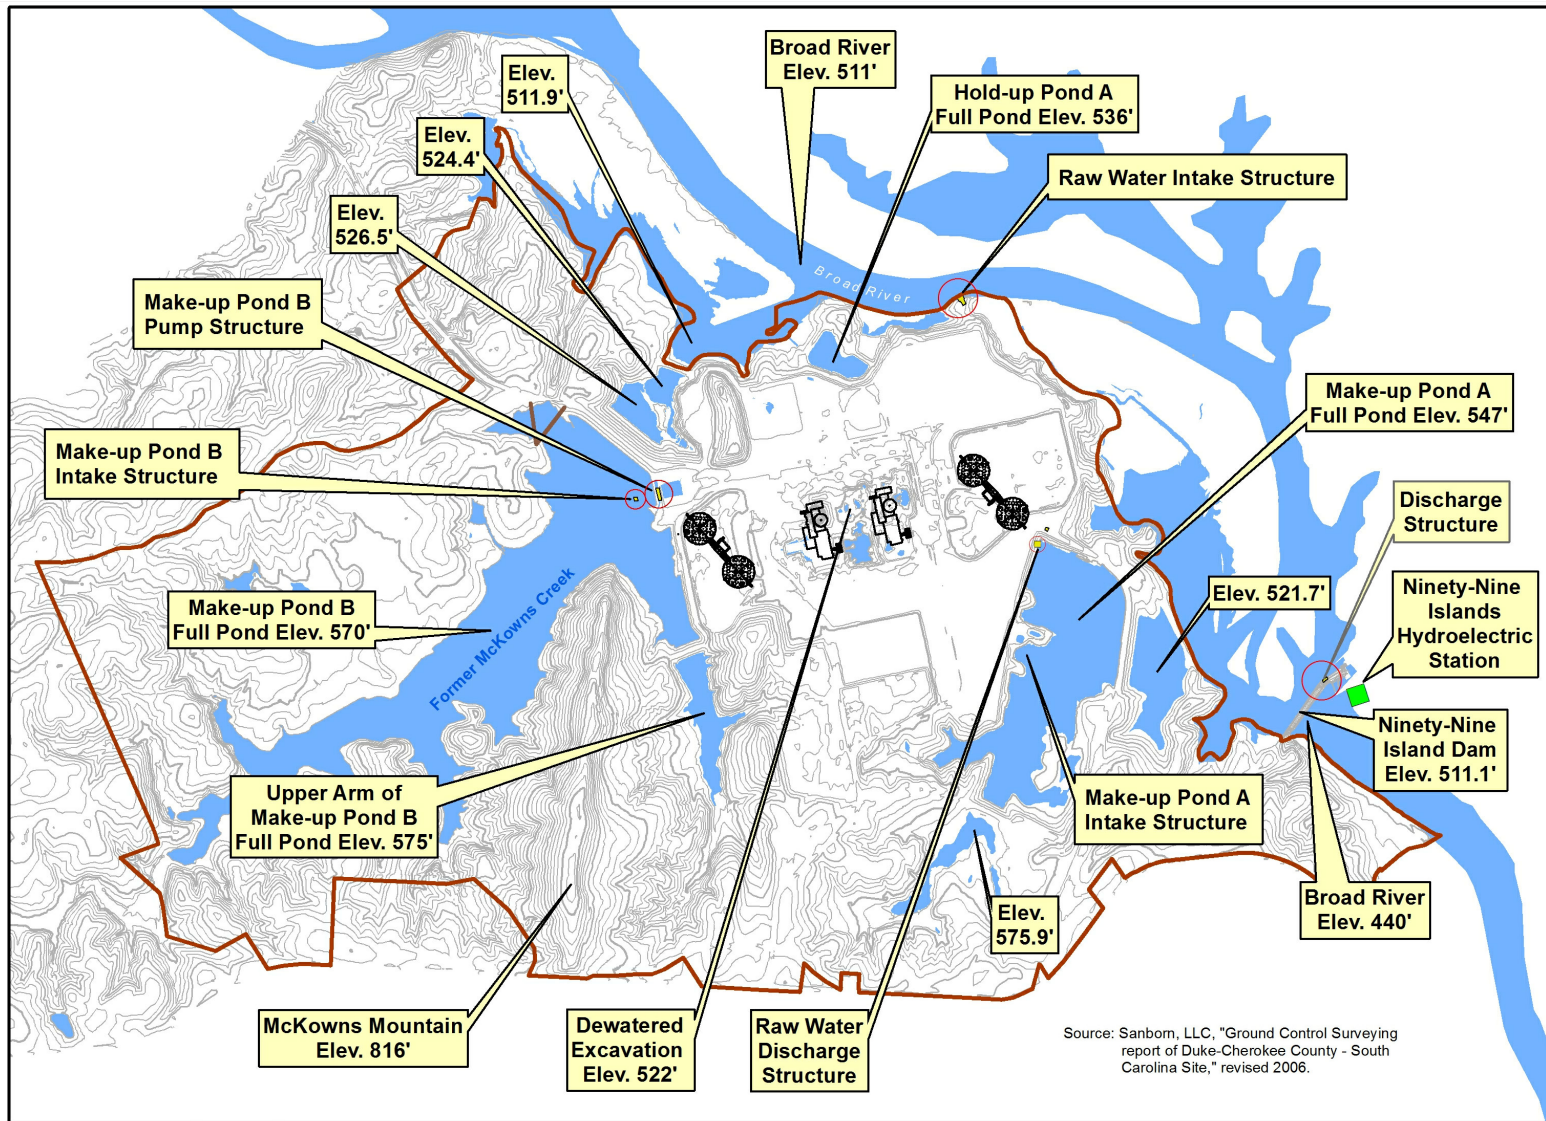 Broad River
Elev. 511'
Elev.
511.9'
Hold-up Pond A
Full Pond Elev. 536'
Elev.
524.4'
Raw Water Intake Structure
Elev.
526.5'
Broad River
Make-up Pond B
Pump Structure
Make-up Pond A
Full Pond Elev. 547'
Make-up Pond B
Intake Structure
Discharge
Structure
Ninety-Nine
Islands
Hydroelectric
Station
Elev. 521.7'
Make-up Pond B
Full Pond Elev. 570'
Former McKowns Creek
Ninety-Nine
Island Dam
Elev. 511.1'
Upper Arm of
Make-up Pond B
Full Pond Elev. 575'
Make-up Pond A
Intake Structure
Elev.
575.9'
Broad River
Elev. 440'
McKowns Mountain
Elev. 816'
Dewatered
Excavation
Elev. 522'
Raw Water
Discharge
Structure
Source: Sanborn, LLC, "Ground Control Surveying
report of Duke-Cherokee County - South
Carolina Site," revised 2006.